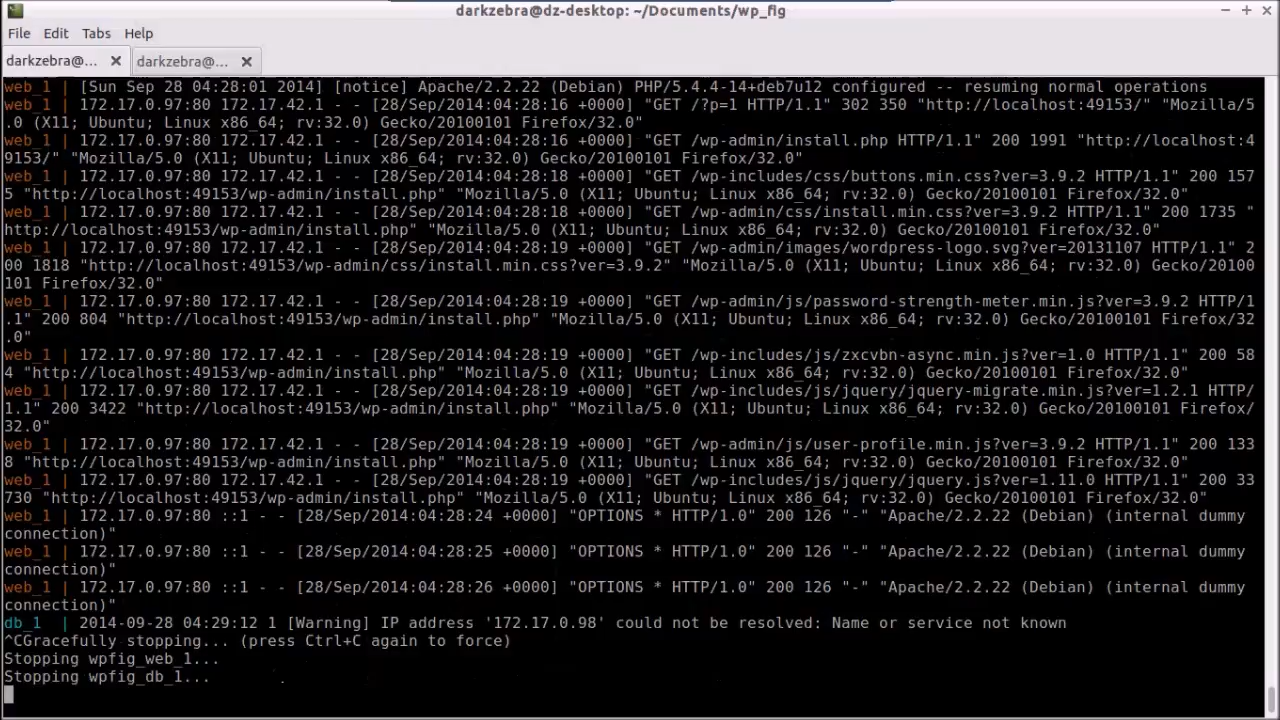 darkzebra@dz-desktop: ~/Documents/wp_fig
File Edit Tabs Help
darkzebra@... darkzebra@...
web_1 | [Sun Sep 28 04:28:01 2014] [notice] Apache/2.2.22 (Debian) PHP/5.4.4-14+deb7u12 configured -- resuming normal operations
web_1 | 172.17.0.97:80 172.17.42.1 - - [28/Sep/2014:04:28:16 +0000] "GET /?p=1 HTTP/1.1" 302 350 "http://localhost:49153/" "Mozilla/5
.0 (X11; Ubuntu; Linux x86_64; rv:32.0) Gecko/20100101 Firefox/32.0"
web_1 | 172.17.0.97:80 172.17.42.1 - - [28/Sep/2014:04:28:16 +0000] "GET /wp-admin/install.php HTTP/1.1" 200 1991 "http://localhost:4
9153/" "Mozilla/5.0 (X11; Ubuntu; Linux x86_64; rv:32.0) Gecko/20100101 Firefox/32.0"
web_1 | 172.17.0.97:80 172.17.42.1 - - [28/Sep/2014:04:28:18 +0000] "GET /wp-includes/css/buttons.min.css?ver=3.9.2 HTTP/1.1" 200 157
5 "http://localhost:49153/wp-admin/install.php" "Mozilla/5.0 (X11; Ubuntu; Linux x86_64; rv:32.0) Gecko/20100101 Firefox/32.0"
web_1 | 172.17.0.97:80 172.17.42.1 - - [28/Sep/2014:04:28:18 +0000] "GET /wp-admin/css/install.min.css?ver=3.9.2 HTTP/1.1" 200 1735 "
http://localhost:49153/wp-admin/install.php" "Mozilla/5.0 (X11; Ubuntu; Linux x86_64; rv:32.0) Gecko/20100101 Firefox/32.0"
web_1 | 172.17.0.97:80 172.17.42.1 - - [28/Sep/2014:04:28:19 +0000] "GET /wp-admin/images/wordpress-logo.svg?ver=20131107 HTTP/1.1" 2
00 1818 "http://localhost:49153/wp-admin/css/install.min.css?ver=3.9.2" "Mozilla/5.0 (X11; Ubuntu; Linux x86_64; rv:32.0) Gecko/20100
101 Firefox/32.0"
web_1 | 172.17.0.97:80 172.17.42.1 - - [28/Sep/2014:04:28:19 +0000] "GET /wp-admin/js/password-strength-meter.min.js?ver=3.9.2 HTTP/1
.1" 200 804 "http://localhost:49153/wp-admin/install.php" "Mozilla/5.0 (X11; Ubuntu; Linux x86_64; rv:32.0) Gecko/20100101 Firefox/32
.0"
web_1 | 172.17.0.97:80 172.17.42.1 - - [28/Sep/2014:04:28:19 +0000] "GET /wp-includes/js/zxcvbn-async.min.js?ver=1.0 HTTP/1.1" 200 58
4 "http://localhost:49153/wp-admin/install.php" "Mozilla/5.0 (X11; Ubuntu; Linux x86_64; rv:32.0) Gecko/20100101 Firefox/32.0"
web_1 | 172.17.0.97:80 172.17.42.1 - - [28/Sep/2014:04:28:19 +0000] "GET /wp-includes/js/jquery/jquery-migrate.min.js?ver=1.2.1 HTTP/
1.1" 200 3422 "http://localhost:49153/wp-admin/install.php" "Mozilla/5.0 (X11; Ubuntu; Linux x86_64; rv:32.0) Gecko/20100101 Firefox/
32.0"
web_1 | 172.17.0.97:80 172.17.42.1 - - [28/Sep/2014:04:28:19 +0000] "GET /wp-admin/js/user-profile.min.js?ver=3.9.2 HTTP/1.1" 200 133
8 "http://localhost:49153/wp-admin/install.php" "Mozilla/5.0 (X11; Ubuntu; Linux x86_64; rv:32.0) Gecko/20100101 Firefox/32.0"
web_1 | 172.17.0.97:80 172.17.42.1 - - [28/Sep/2014:04:28:19 +0000] "GET /wp-includes/js/jquery/jquery.js?ver=1.11.0 HTTP/1.1" 200 33
730 "http://localhost:49153/wp-admin/install.php" "Mozilla/5.0 (X11; Ubuntu; Linux x86_64; rv:32.0) Gecko/20100101 Firefox/32.0"
web_1 | 172.17.0.97:80 ::1 - - [28/Sep/2014:04:28:24 +0000] "OPTIONS * HTTP/1.0" 200 126 "-" "Apache/2.2.22 (Debian) (internal dummy
connection)"
web_1 | 172.17.0.97:80 ::1 - - [28/Sep/2014:04:28:25 +0000] "OPTIONS * HTTP/1.0" 200 126 "-" "Apache/2.2.22 (Debian) (internal dummy
connection)"
web_1 | 172.17.0.97:80 ::1 - - [28/Sep/2014:04:28:26 +0000] "OPTIONS * HTTP/1.0" 200 126 "-" "Apache/2.2.22 (Debian) (internal dummy
connection)"
db_1  | 2014-09-28 04:29:12 1 [Warning] IP address '172.17.0.98' could not be resolved: Name or service not known
^CGracefully stopping... (press Ctrl+C again to force)
Stopping wpfig_web_1...
Stopping wpfig_db_1...